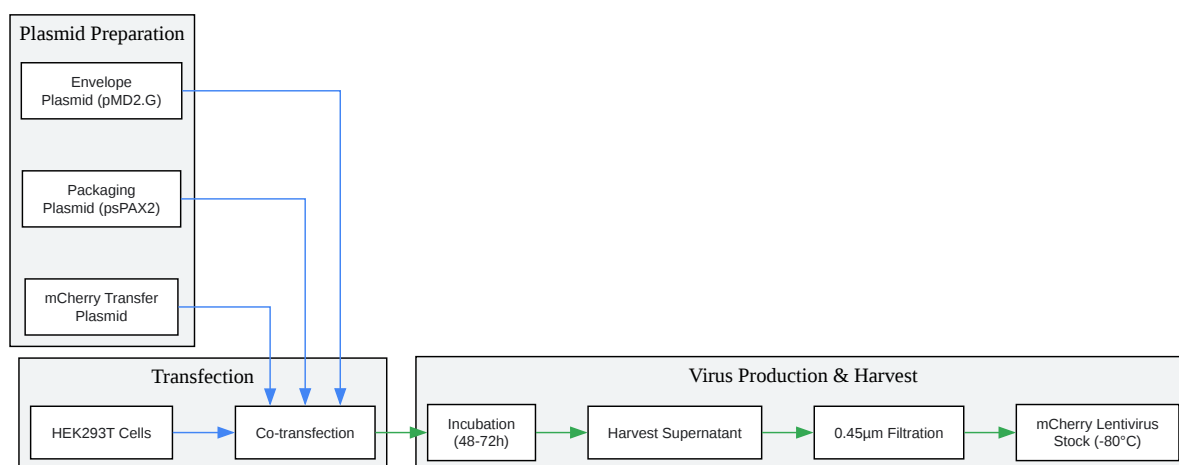 Plasmid Preparation
Envelope
Plasmid (pMD2.G)
Packaging
Plasmid (psPAX2)
mCherry Transfer
Plasmid
Transfection
HEK293T Cells
Co-transfection
Virus Production & Harvest
Incubation
(48-72h)
Harvest Supernatant
0.45µm Filtration
mCherry Lentivirus
Stock (-80°C)